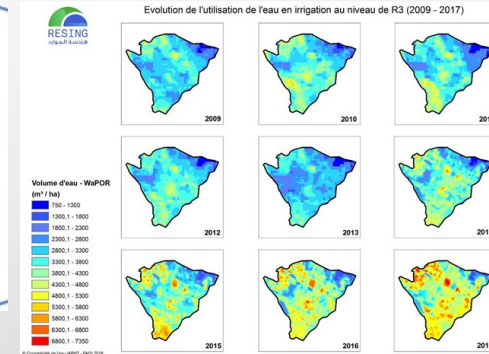 Evolution de l'utilisation de l'eau en irrigation au niveau de R3 (2009 - 2017)
RESING
هندسة الموارد
2009
2010
2012
2013
Volume d'eau - WaPOR
(m³ / ha)
750 - 1300
1300,1 - 1800
1800,1 - 2300
2300,1 - 2800
2800,1 - 3300
3300,1 - 3800
3800,1 - 4300
4300,1 - 4800
4800,1 - 5300
5300,1 - 5800
5800,1 - 6300
6300,1 - 6800
6800,1 - 7350
2015
2016